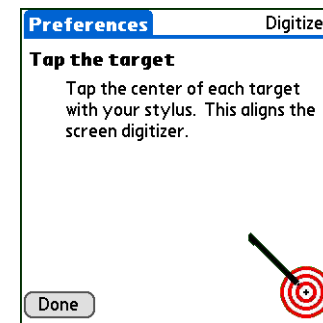 Preferences Digitize
Tap the target
Tap the center of each target
with your stylus. This aligns the
screen digitizer.
Done